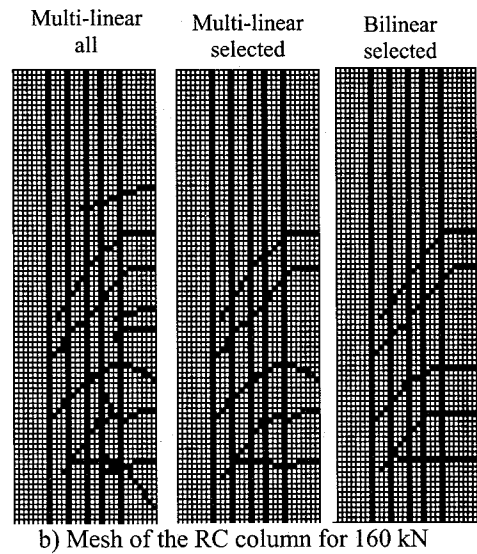 Multi-linear
all
Multi-linear
selected
Bilinear
selected
b) Mesh of the RC column for 160 kN